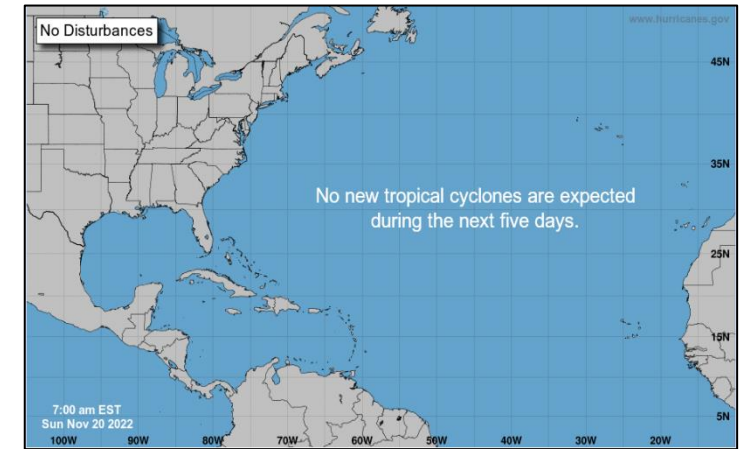 No Disturbances
www.hurricanes.gov
45N
35N
No new tropical cyclones are expected
during the next five days.
25N
15N
7:00 am EST
Sun Nov 20 2022
5N
100W 90W 80W 70W 60W 50W 40W 30W 20W